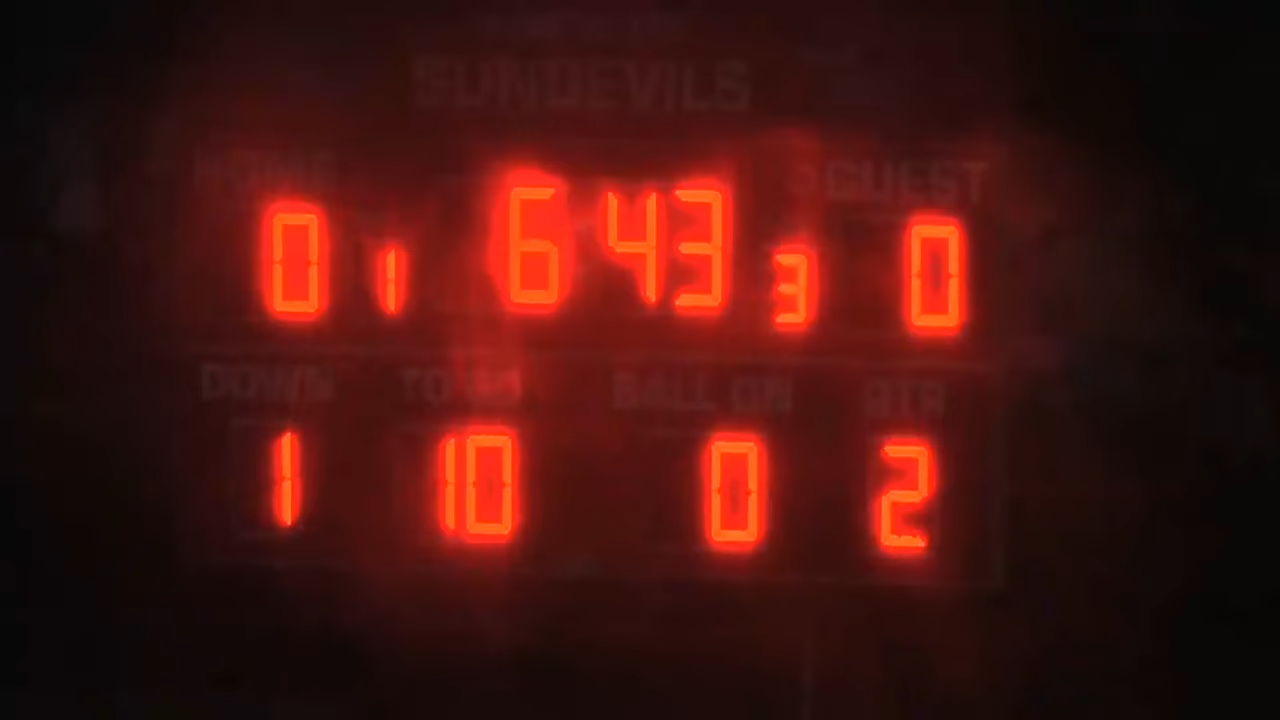 SUNDEVILS
HOME GUEST
0 1 6 43 3 0
DOWN TO GO BALL ON QTR
1 10 0 2